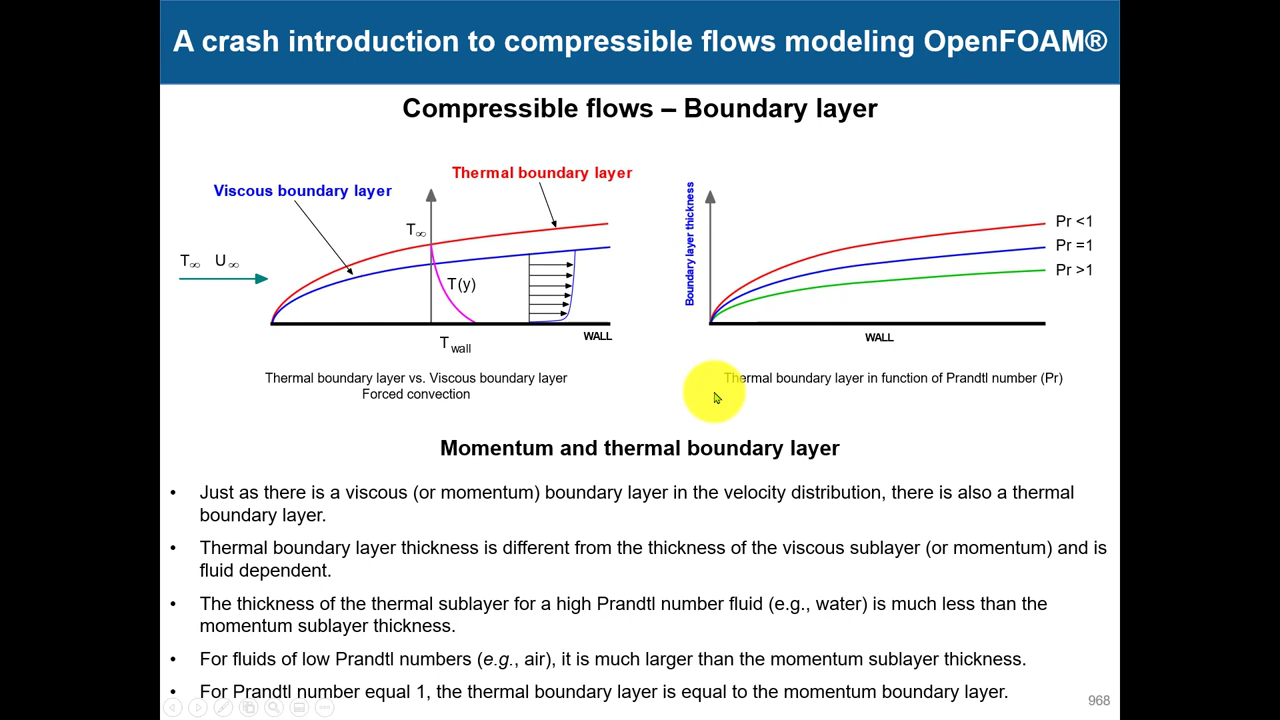 A crash introduction to compressible flows modeling OpenFOAM®
Compressible flows – Boundary layer
Viscous boundary layer
Thermal boundary layer
T∞ U∞
T∞
T(y)
Twall
WALL
Thermal boundary layer vs. Viscous boundary layer
Forced convection
Boundary layer thickness
Pr <1
Pr =1
Pr >1
WALL
Thermal boundary layer in function of Prandtl number (Pr)
Momentum and thermal boundary layer
• Just as there is a viscous (or momentum) boundary layer in the velocity distribution, there is also a thermal
boundary layer.
• Thermal boundary layer thickness is different from the thickness of the viscous sublayer (or momentum) and is
fluid dependent.
• The thickness of the thermal sublayer for a high Prandtl number fluid (e.g., water) is much less than the
momentum sublayer thickness.
• For fluids of low Prandtl numbers (e.g., air), it is much larger than the momentum sublayer thickness.
• For Prandtl number equal 1, the thermal boundary layer is equal to the momentum boundary layer.
968